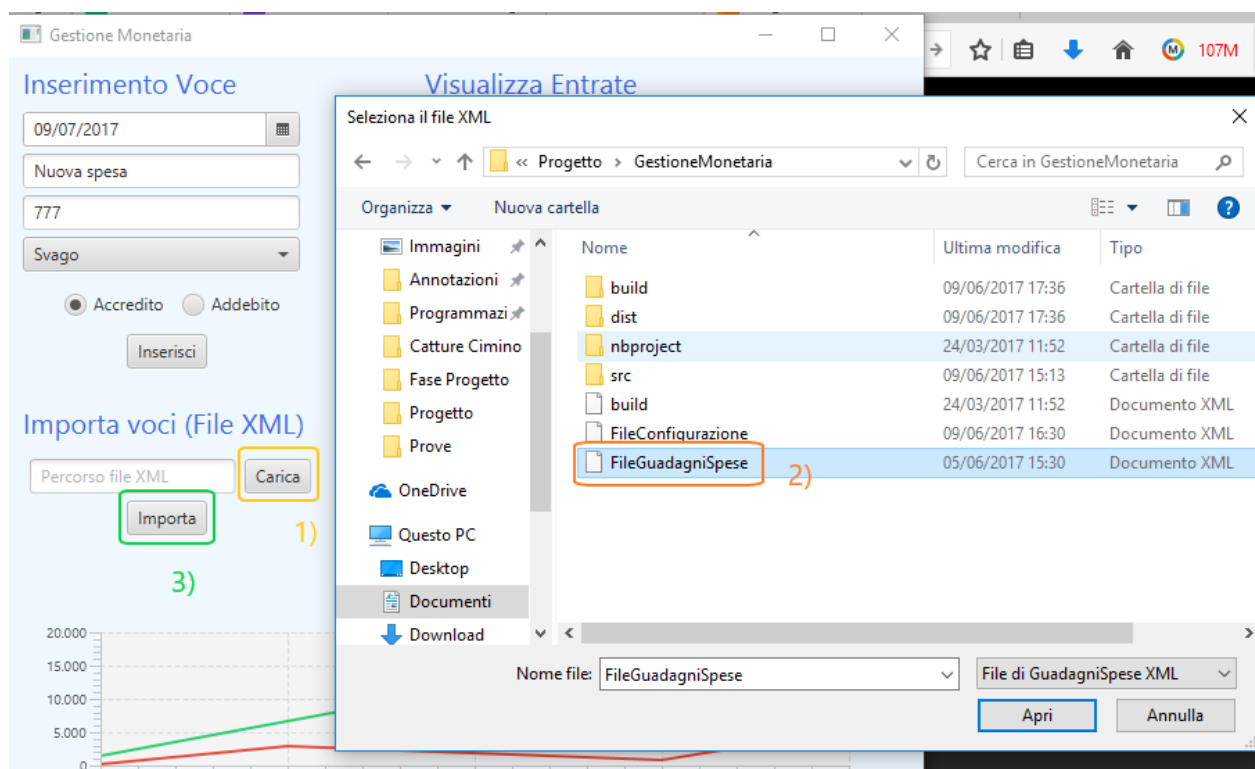 Gestione Monetaria
107M
Inserimento Voce
Visualizza Entrate
09/07/2017
Nuova spesa
777
Svago
Accredito Addebito
Inserisci
Importa voci (File XML)
Percorso file XML
Carica
Importa
1)
3)
20.000
15.000
10.000
5.000
0
Seleziona il file XML
« Progetto > GestioneMonetaria
Cerca in GestioneMonetaria
Organizza
Nuova cartella
Immagini
Annotazioni
Programmazi
Catture Cimino
Fase Progetto
Progetto
Prove
OneDrive
Questo PC
Desktop
Documenti
Download
Nome Ultima modifica Tipo
build 09/06/2017 17:36 Cartella di file
dist 09/06/2017 17:36 Cartella di file
nbproject 24/03/2017 11:52 Cartella di file
src 09/06/2017 15:13 Cartella di file
build 24/03/2017 11:52 Documento XML
FileConfigurazione 09/06/2017 16:30 Documento XML
FileGuadagniSpese 05/06/2017 15:30 Documento XML
2)
Nome file: FileGuadagniSpese
File di GuadagniSpese XML
Apri
Annulla